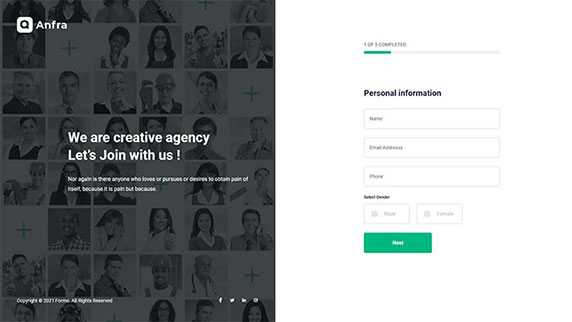 Anfra
We are creative agency
Let's Join with us !
Nor again is there anyone who loves or pursues or desires to obtain pain of
itself, because it is pain but because.
Copyright © 2021 Formo. All Rights Reserved
1 OF 5 COMPLETED
Personal information
Name
Email Addresss
Phone
Select Gender
Male
Female
Next